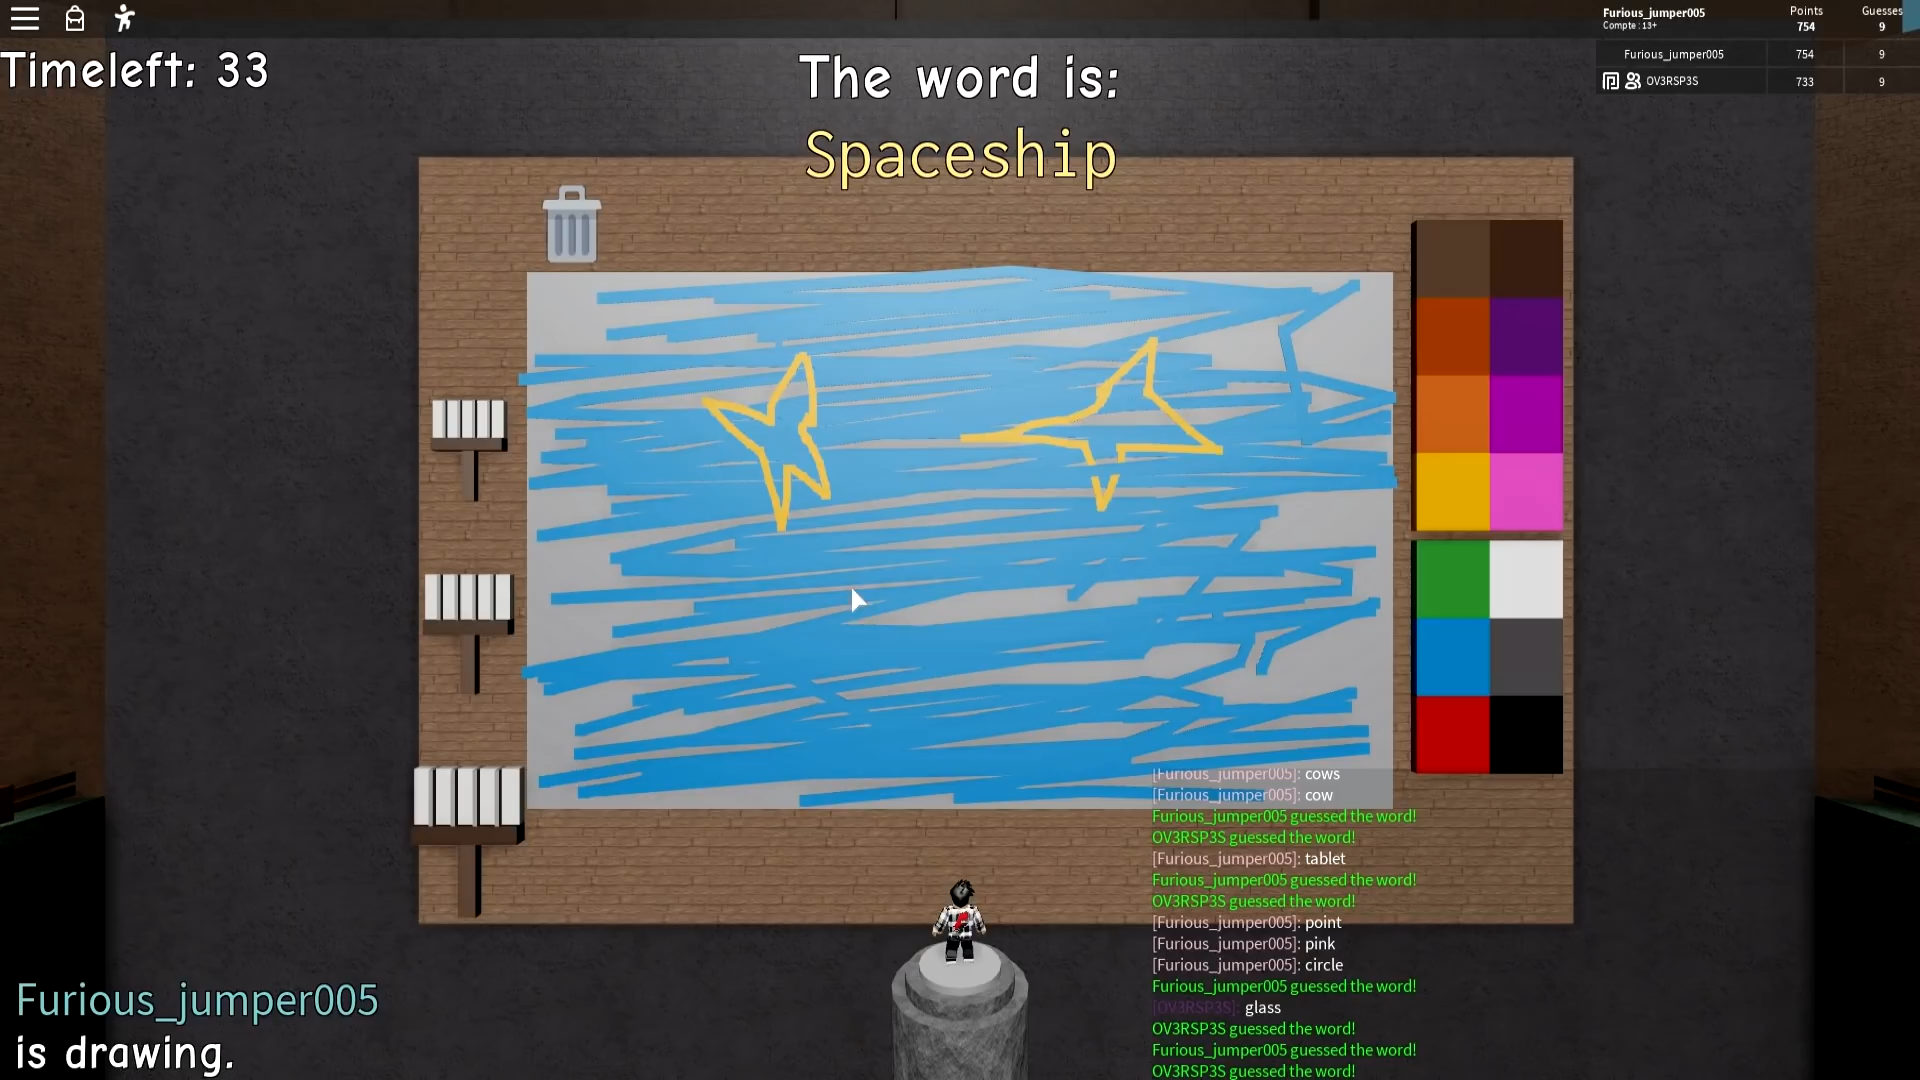 Timeleft: 33
The word is:
Spaceship
Furious_jumper005
Compte : 13+
Points
754
Guesses
9
Furious_jumper005 754 9
OV3RSP3S 733 9
[Furious_jumper005]: cows
[Furious_jumper005]: cow
Furious_jumper005 guessed the word!
OV3RSP3S guessed the word!
[Furious_jumper005]: tablet
Furious_jumper005 guessed the word!
OV3RSP3S guessed the word!
[Furious_jumper005]: point
[Furious_jumper005]: pink
[Furious_jumper005]: circle
Furious_jumper005 guessed the word!
[OV3RSP3S]: glass
OV3RSP3S guessed the word!
Furious_jumper005 guessed the word!
OV3RSP3S guessed the word!
Furious_jumper005
is drawing.